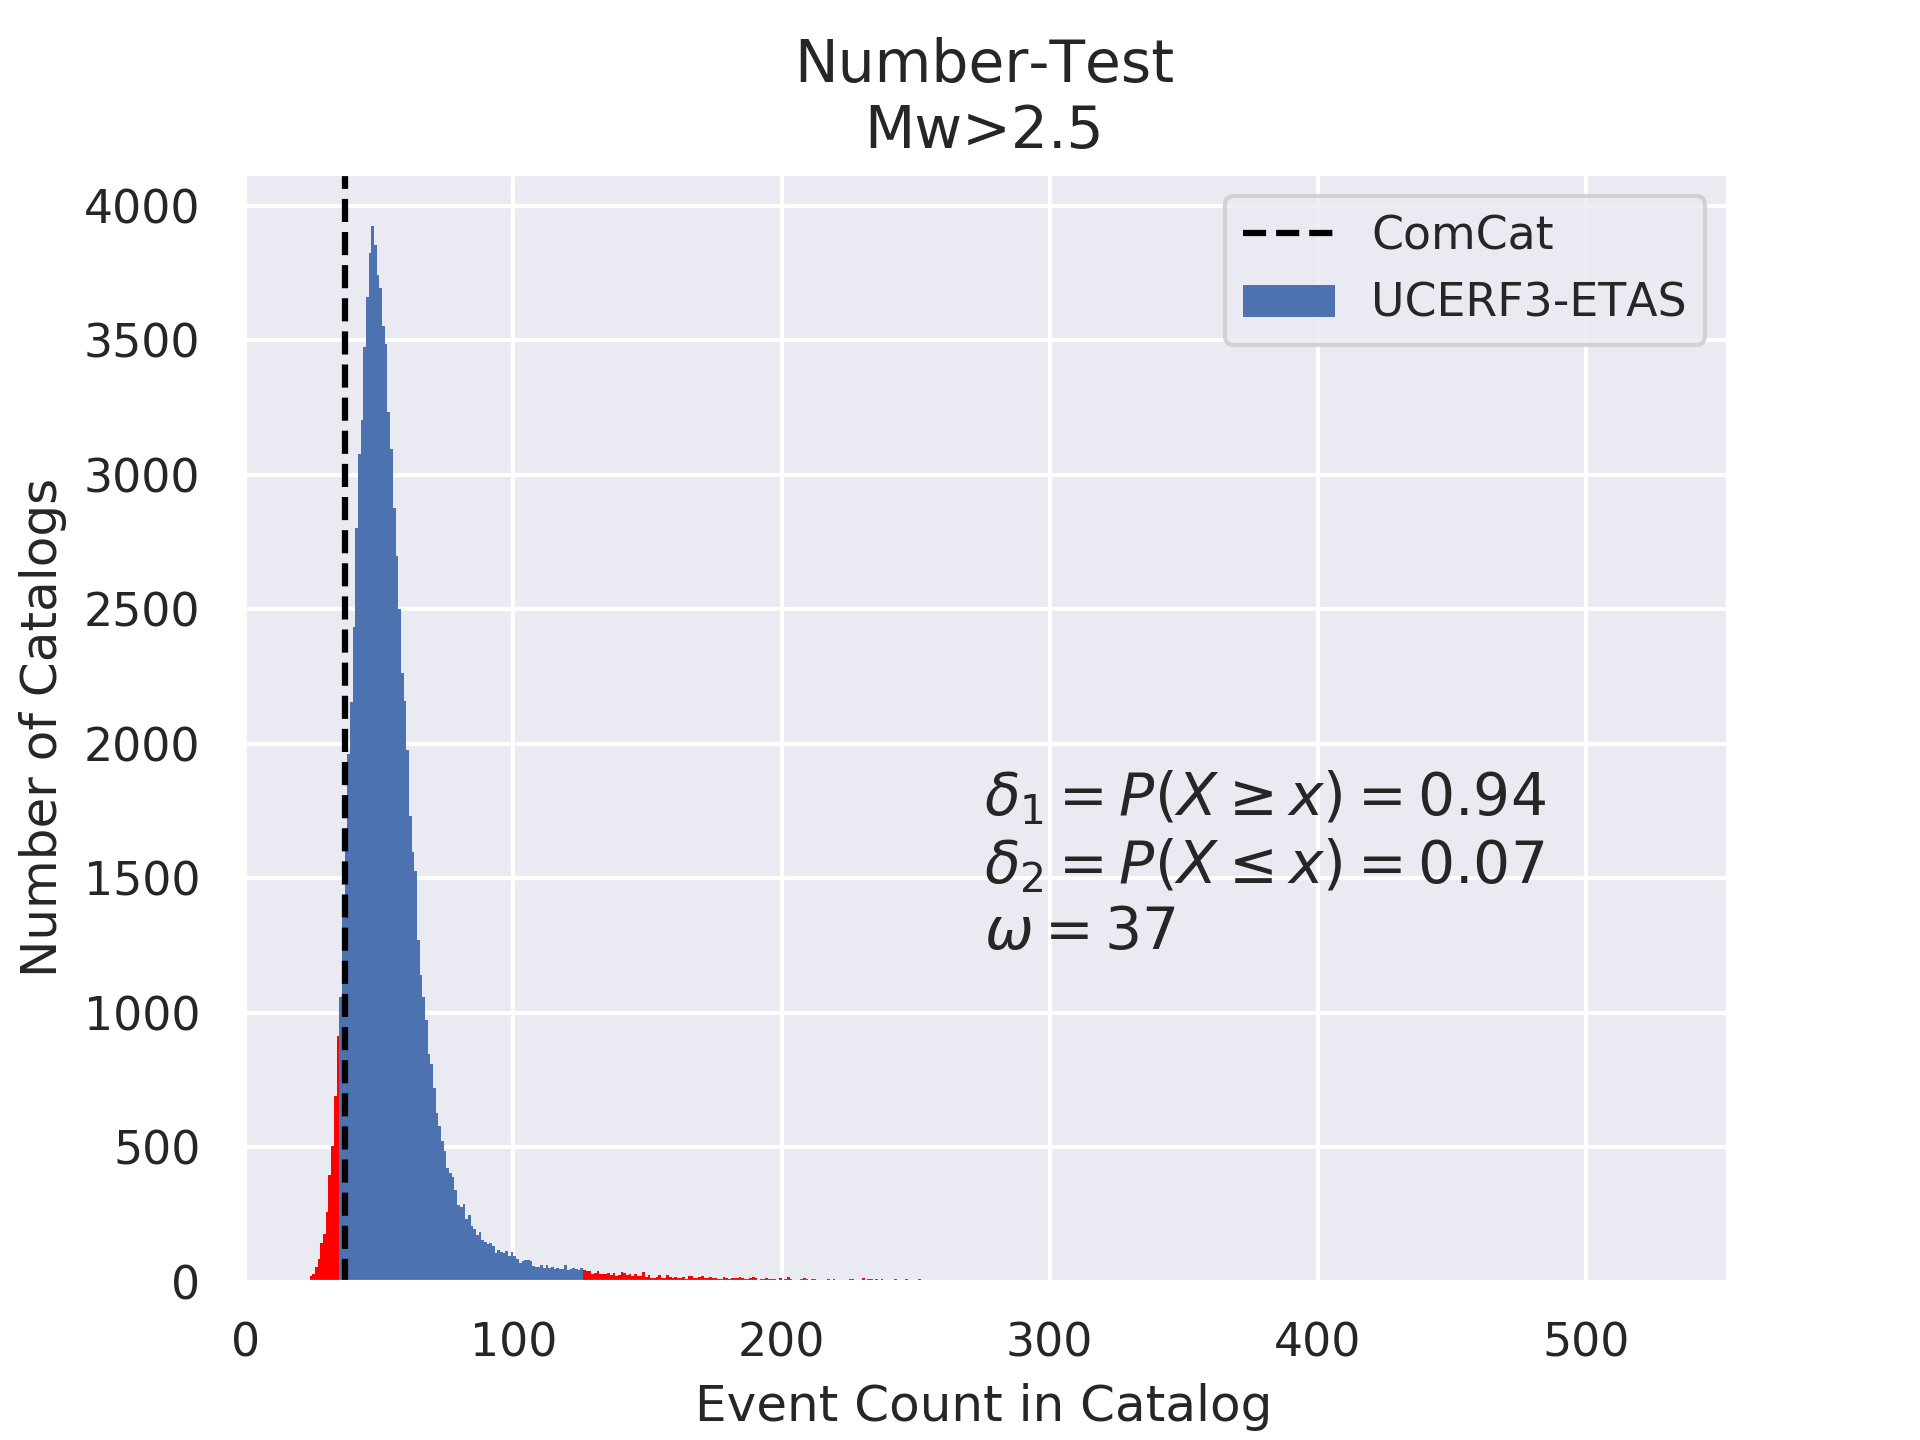 Number-Test
Mw>2.5
ComCat
UCERF3-ETAS
4000
3500
3000
2500
2000
1500
1000
500
0
Number of Catalogs
δ₁ = P(X ≥ x) = 0.94
δ₂ = P(X ≤ x) = 0.07
ω = 37
0 100 200 300 400 500
Event Count in Catalog